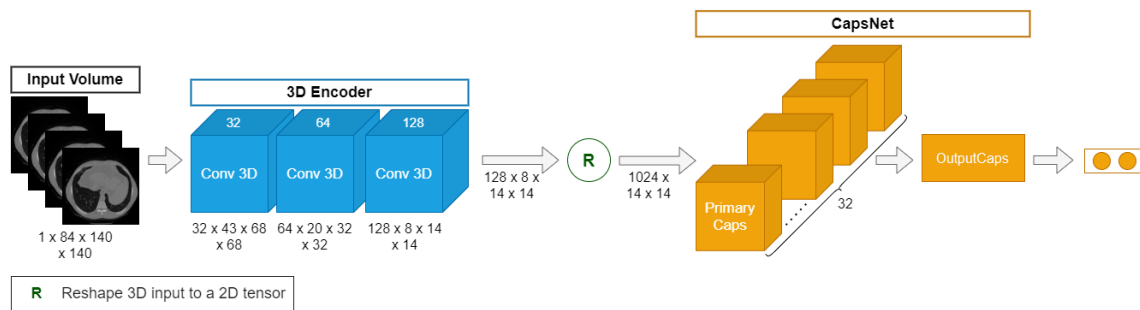 CapsNet
Input Volume
3D Encoder
32
64
128
Conv 3D
Conv 3D
Conv 3D
R
OutputCaps
128 x 8 x
14 x 14
1024 x
14 x 14
Primary
Caps
32
32 x 43 x 68
x 68
64 x 20 x 32
x 32
128 x 8 x 14
x 14
1 x 84 x 140
x 140
R Reshape 3D input to a 2D tensor